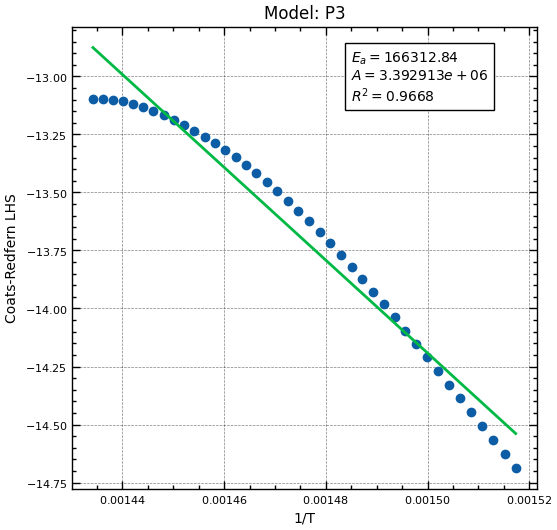 Model: P3
Eₐ = 166312.84
A = 3.392913e + 06
R² = 0.9668
Coats-Redfern LHS
−13.00
−13.25
−13.50
−13.75
−14.00
−14.25
−14.50
−14.75
0.00144 0.00146 0.00148 0.00150 0.00152
1/T